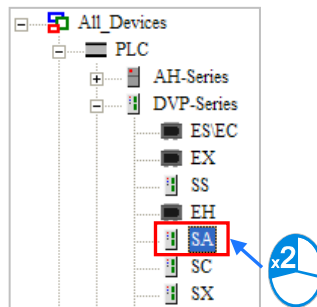 All_Devices
PLC
AH-Series
DVP-Series
ES\EC
EX
SS
EH
SA
x2
SC
SX